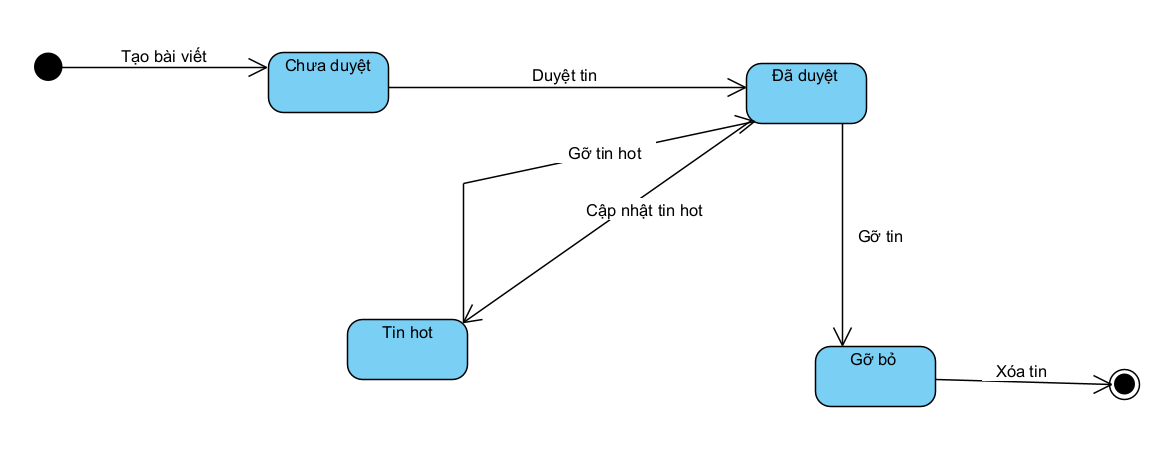 Tạo bài viết
Chưa duyệt
Duyệt tin
Đã duyệt
Gỡ tin hot
Cập nhật tin hot
Gỡ tin
Tin hot
Gỡ bỏ
Xóa tin